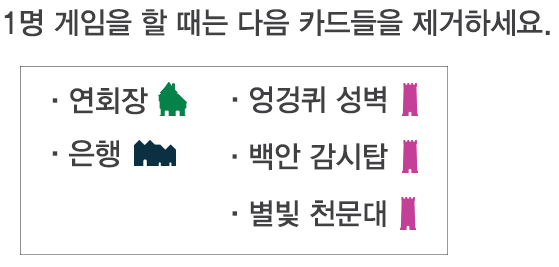 1명 게임을 할 때는 다음 카드들을 제거하세요.
· 연회장
· 은행
· 엉겅퀴 성벽
· 백안 감시탑
· 별빛 천문대